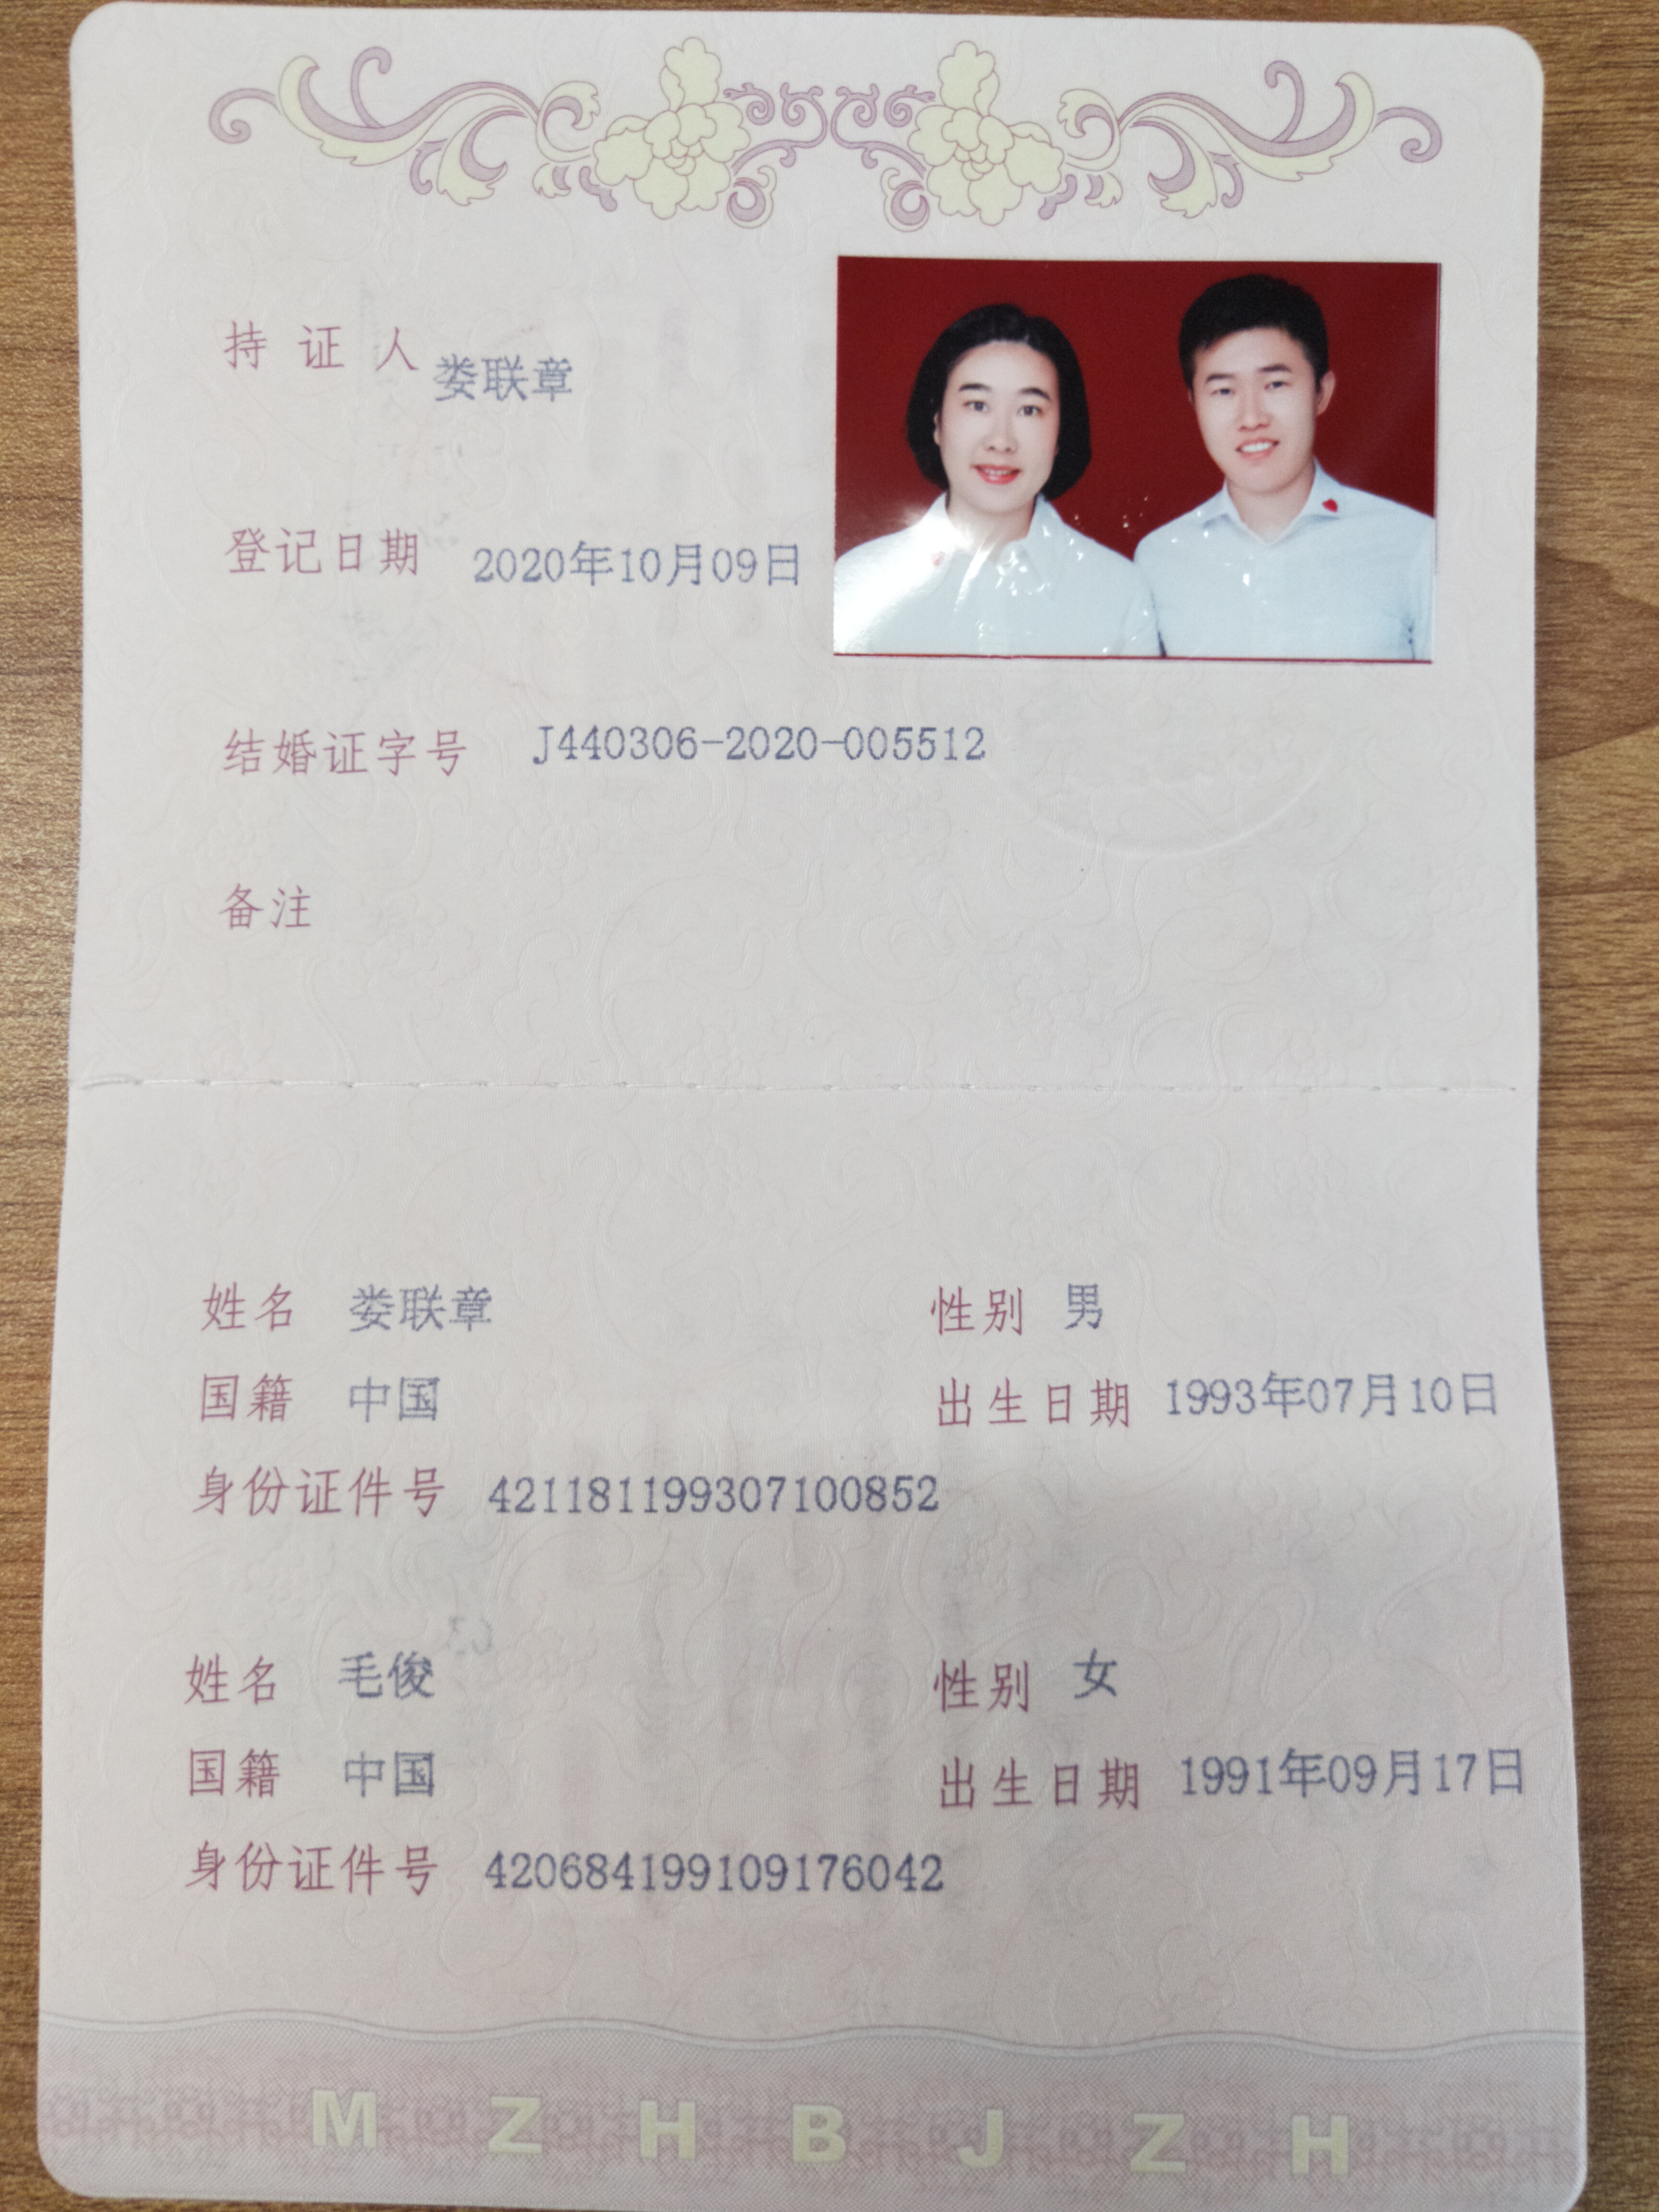 持证人 娄联章
登记日期 2020年10月09日
结婚证字号 J440306-2020-005512
备注
姓名 娄联章 性别 男
国籍 中国 出生日期 1993年07月10日
身份证件号 421181199307100852
姓名 毛俊 性别 女
国籍 中国 出生日期 1991年09月17日
身份证件号 420684199109176042
MZHBJZH